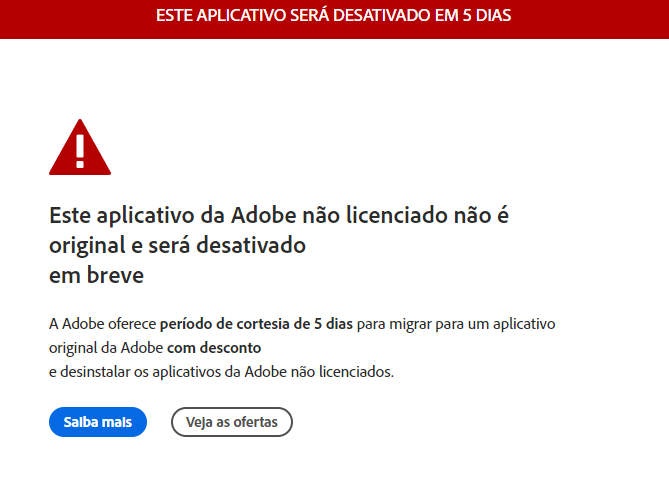 ESTE APLICATIVO SERÁ DESATIVADO EM 5 DIAS
Este aplicativo da Adobe não licenciado não é
original e será desativado
em breve
A Adobe oferece período de cortesia de 5 dias para migrar para um aplicativo
original da Adobe com desconto
e desinstalar os aplicativos da Adobe não licenciados.
Saiba mais
Veja as ofertas